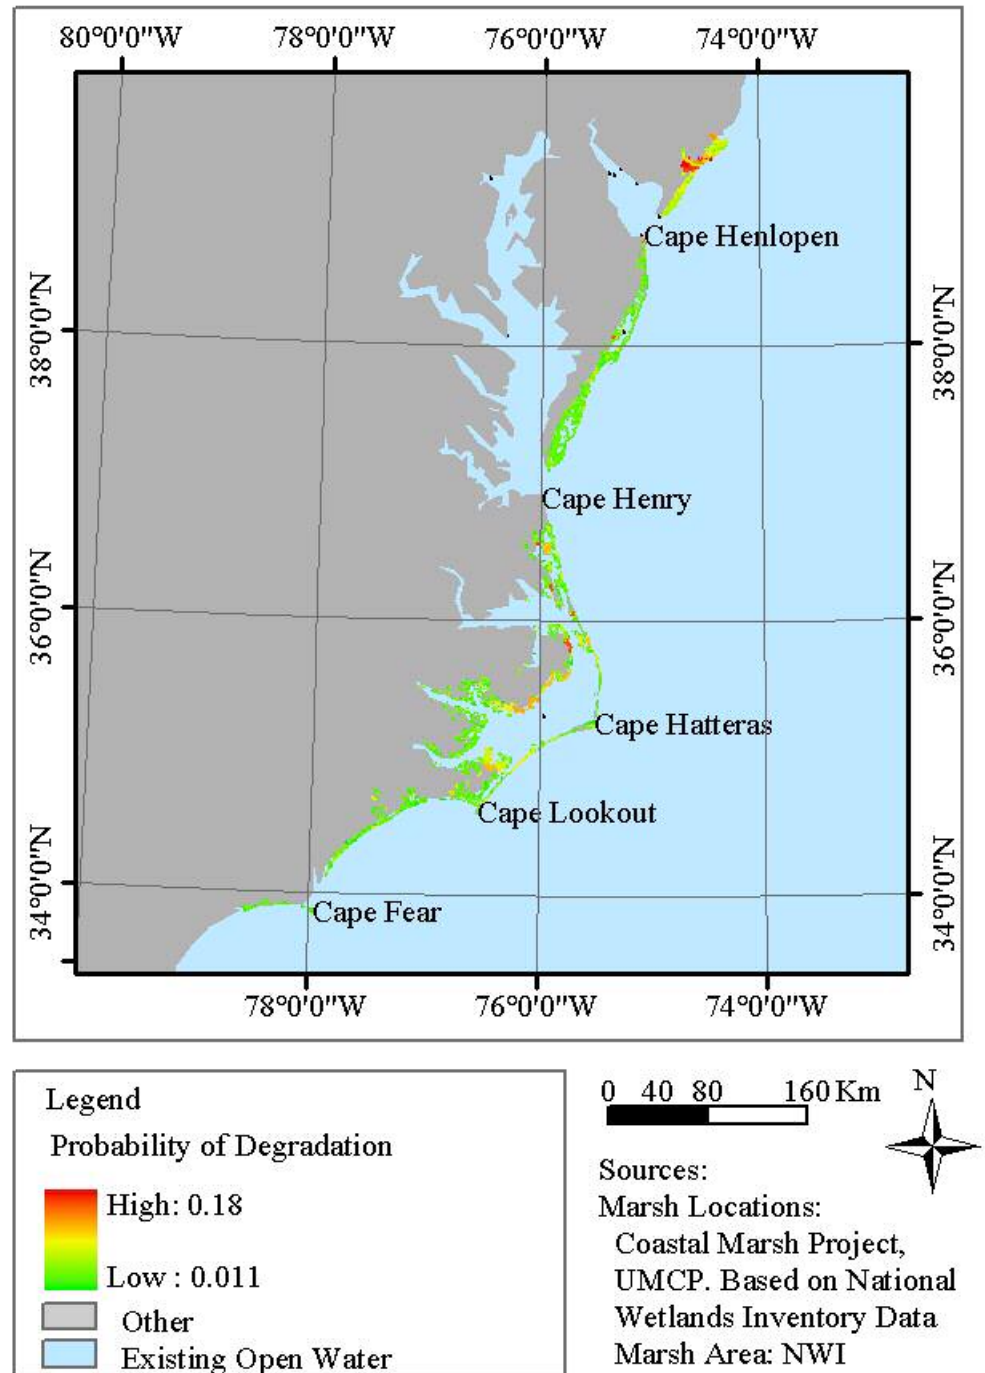 80°0'0"W 78°0'0"W 76°0'0"W 74°0'0"W
Cape Henlopen
38°0'0"N 38°0'0"N
Cape Henry
36°0'0"N 36°0'0"N
Cape Hatteras
Cape Lookout
34°0'0"N 34°0'0"N
Cape Fear
78°0'0"W 76°0'0"W 74°0'0"W
Legend
Probability of Degradation
High: 0.18
Low : 0.011
Other
Existing Open Water
0 40 80 160 Km
N
Sources:
Marsh Locations:
Coastal Marsh Project,
UMCP. Based on National
Wetlands Inventory Data
Marsh Area: NWI